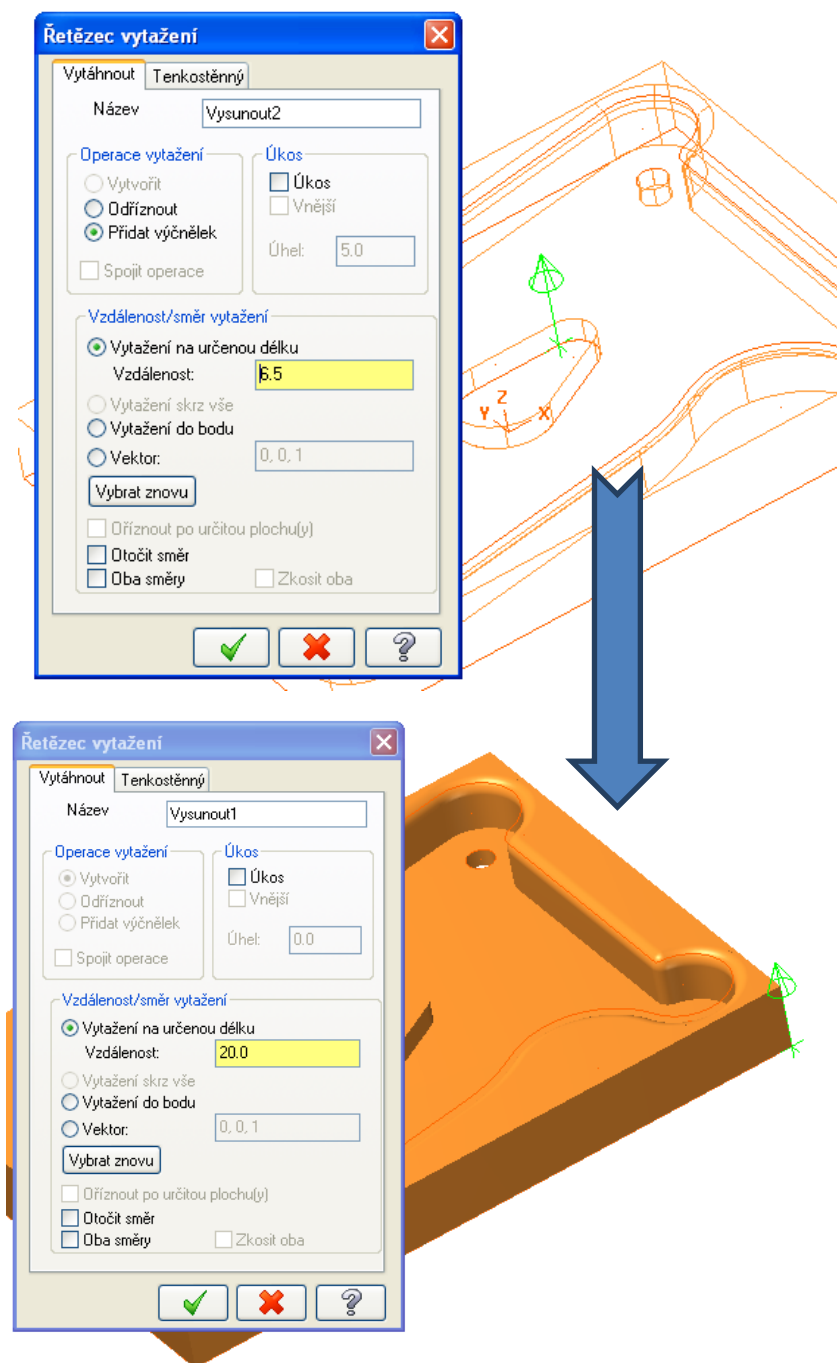 Řetězec vytažení
Vytáhnout Tenkostěnný
Název Vysunout2
Operace vytažení Úkos
Vytvořit Úkos
Odříznout Vnější
Přidat výčnělek
Úhel: 5.0
Spojit operace
Vzdálenost/směr vytažení
Vytažení na určenou délku
Vzdálenost: 6.5
Vytažení skrz vše
Vytažení do bodu
Vektor: 0, 0, 1
Vybrat znovu
Oříznout po určitou plochu(y)
Otočit směr
Oba směry Zkosit oba
Z
Y X
Řetězec vytažení
Vytáhnout Tenkostěnný
Název Vysunout1
Operace vytažení Úkos
Vytvořit Úkos
Odříznout Vnější
Přidat výčnělek
Úhel: 0.0
Spojit operace
Vzdálenost/směr vytažení
Vytažení na určenou délku
Vzdálenost: 20.0
Vytažení skrz vše
Vytažení do bodu
Vektor: 0, 0, 1
Vybrat znovu
Oříznout po určitou plochu(y)
Otočit směr
Oba směry Zkosit oba